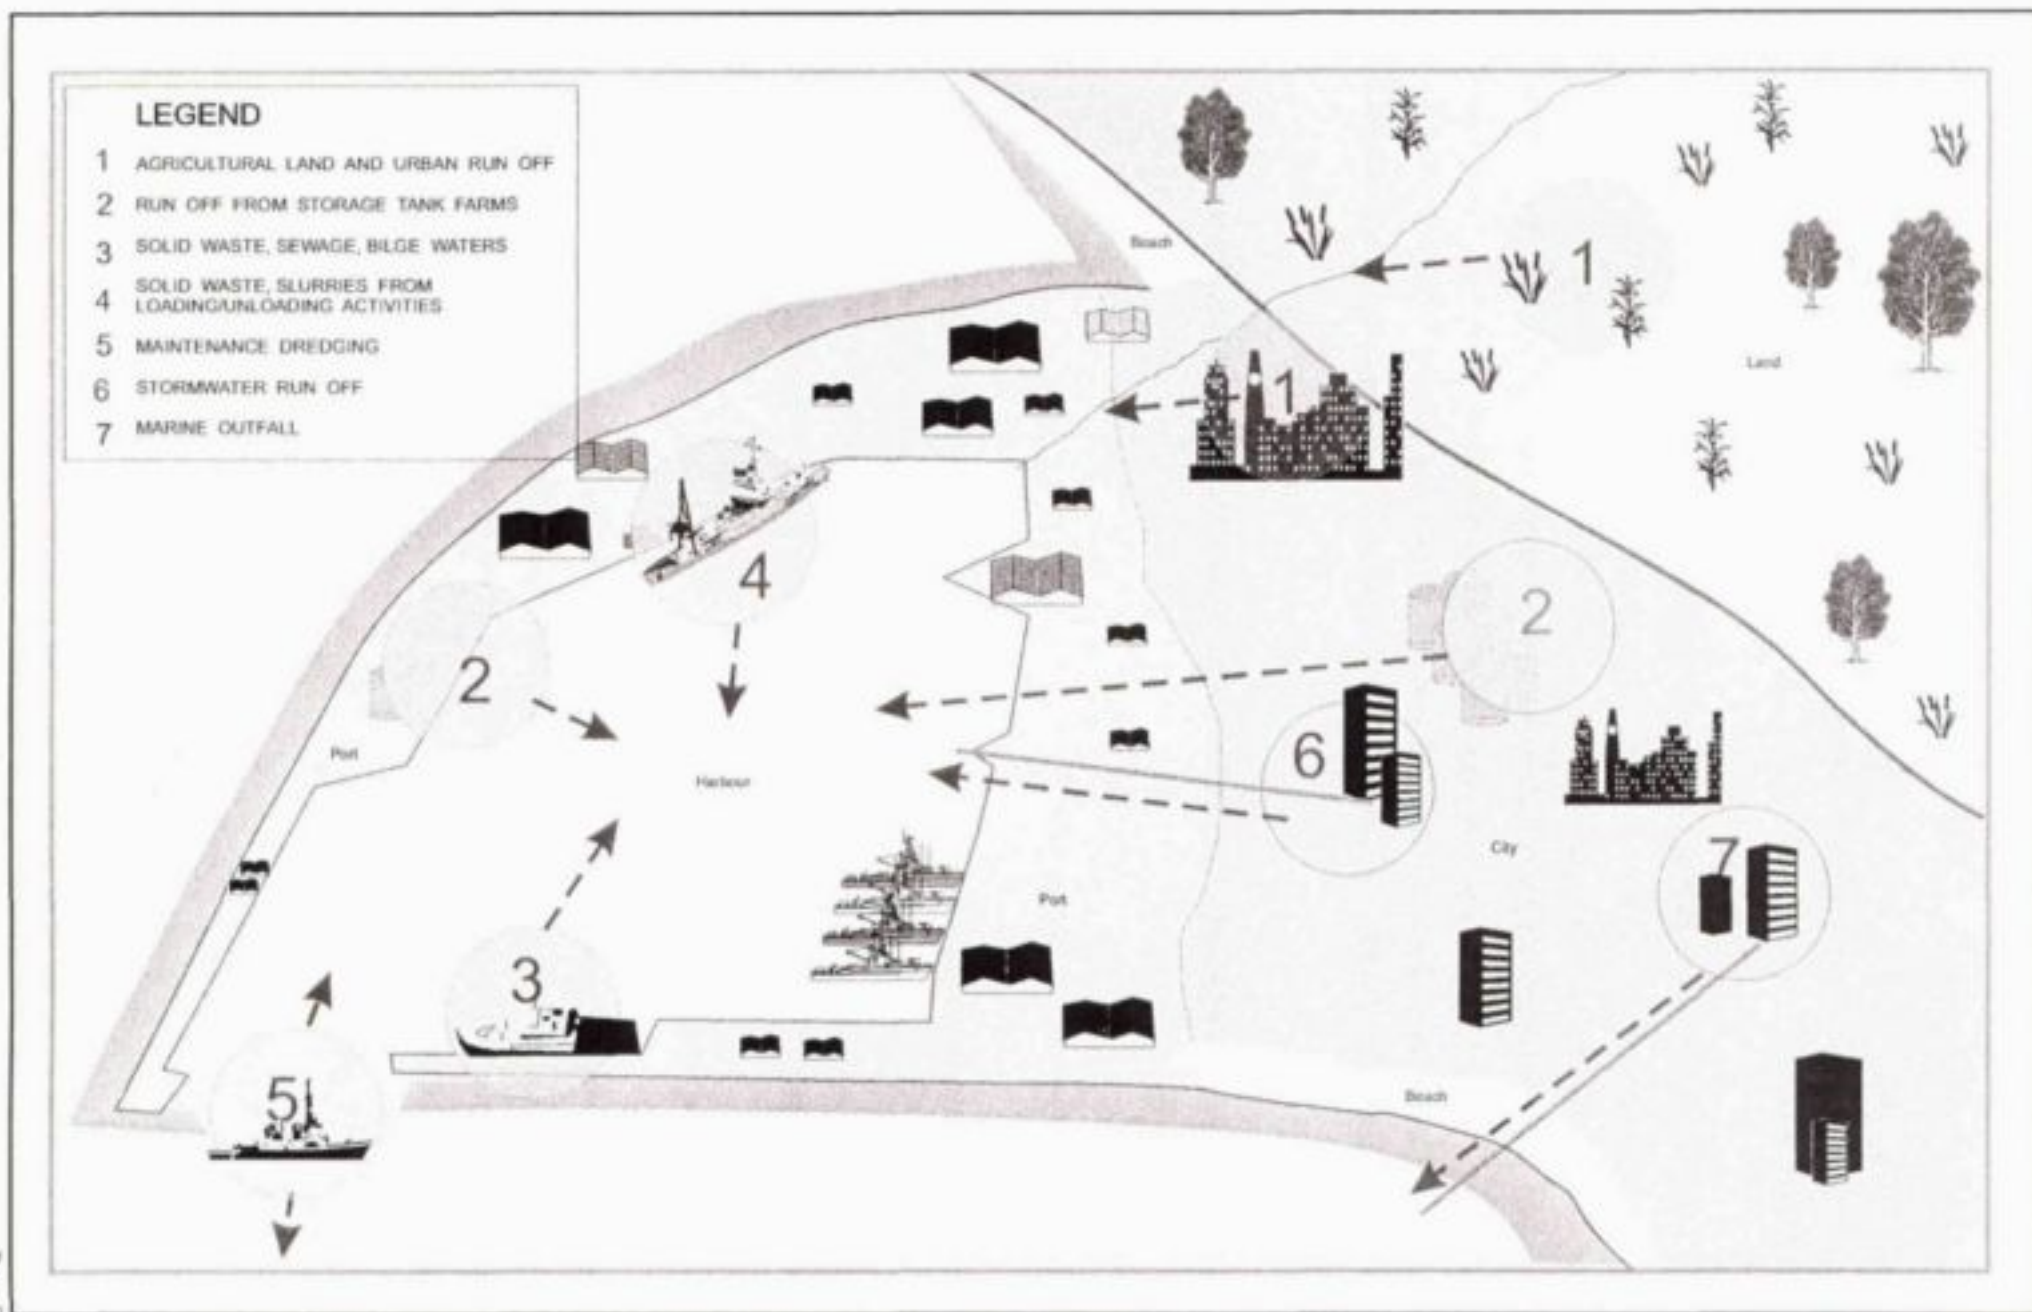 LEGEND
1 AGRICULTURAL LAND AND URBAN RUN OFF
2 RUN OFF FROM STORAGE TANK FARMS
3 SOLID WASTE, SEWAGE, BILGE WATERS
4 SOLID WASTE, SLURRIES FROM
LOADING/UNLOADING ACTIVITIES
5 MAINTENANCE DREDGING
6 STORMWATER RUN OFF
7 MARINE OUTFALL
Beach
1
Land
1
4
2
2
Port
Harbour
6
City
7
Port
3
5
Beach